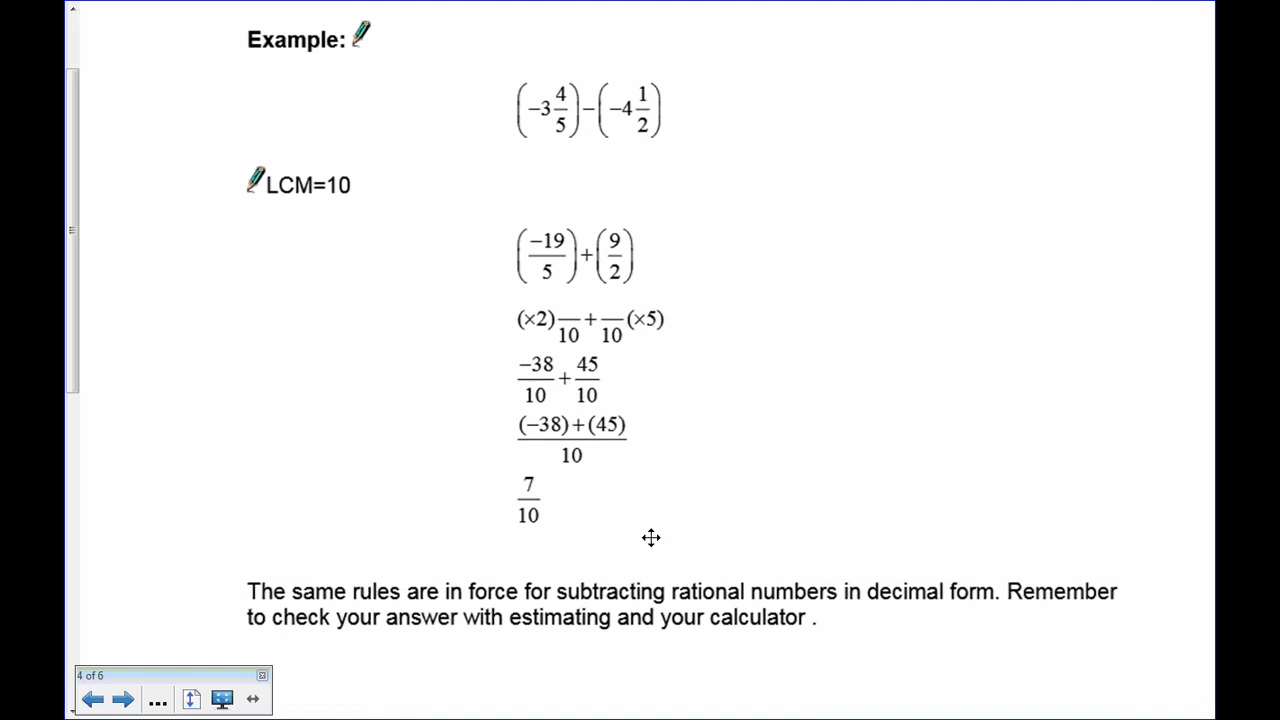 Example:
(-3 4/5) - (-4 1/2)
LCM=10
(-19/5) + (9/2)
(×2) —/10 + —/10 (×5)
-38/10 + 45/10
(-38)+(45)/10
7/10
The same rules are in force for subtracting rational numbers in decimal form. Remember
to check your answer with estimating and your calculator .
4 of 6
...